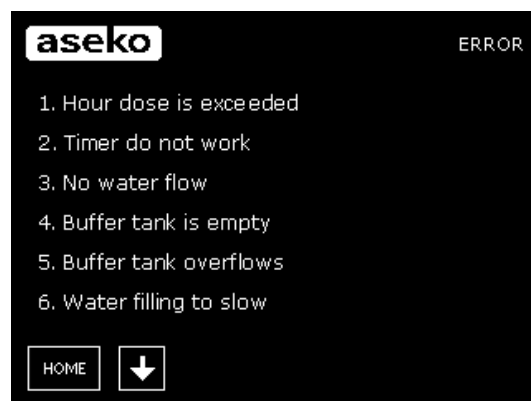 aseko
ERROR
1. Hour dose is exceeded
2. Timer do not work
3. No water flow
4. Buffer tank is empty
5. Buffer tank overflows
6. Water filling to slow
HOME